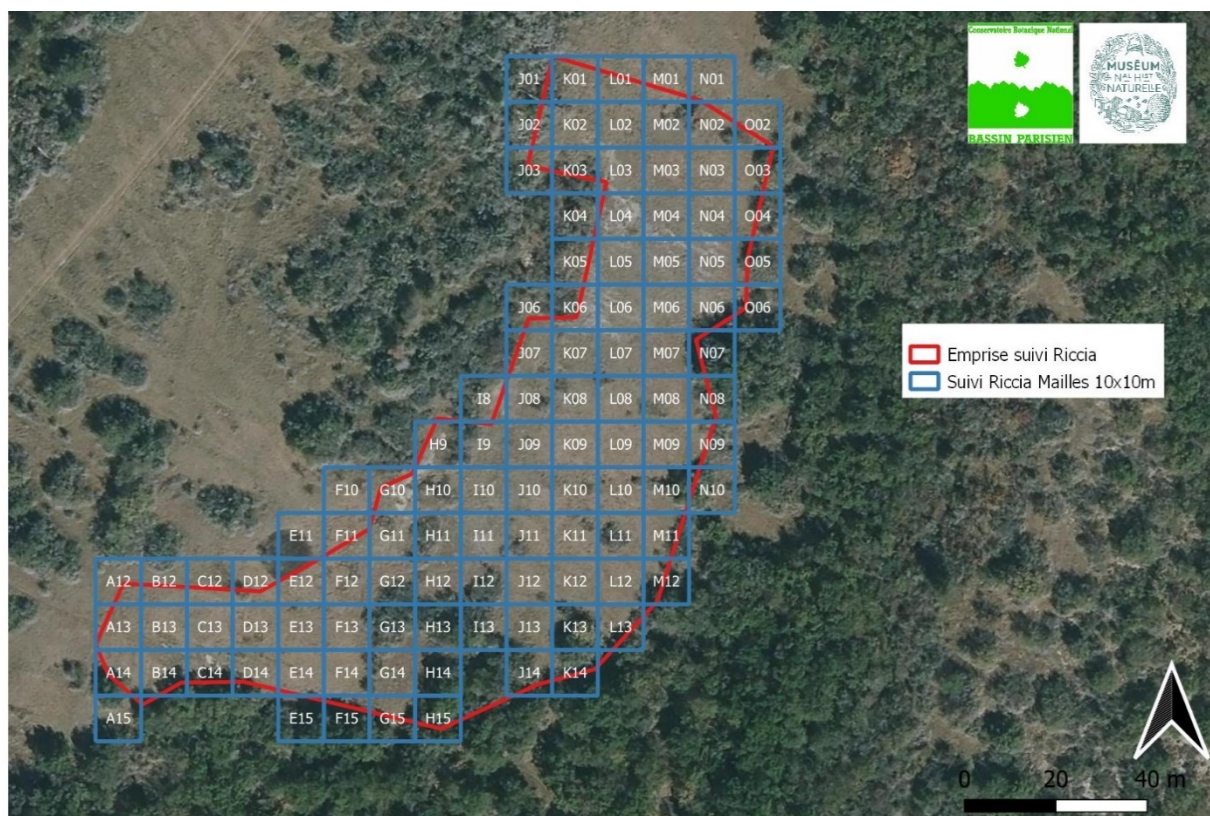 Conservatoire Botanique National
BASSIN PARISIEN
MUSÉUM
NAL HIST
NATURELLE
J01 K01 L01 M01 N01
J02 K02 L02 M02 N02 O02
J03 K03 L03 M03 N03 O03
K04 L04 M04 N04 O04
K05 L05 M05 N05 O05
J06 K06 L06 M06 N06 O06
J07 K07 L07 M07 N07
I8 J08 K08 L08 M08 N08
H9 I9 J09 K09 L09 M09 N09
F10 G10 H10 I10 J10 K10 L10 M10 N10
E11 F11 G11 H11 I11 J11 K11 L11 M11
A12 B12 C12 D12 E12 F12 G12 H12 I12 J12 K12 L12 M12
A13 B13 C13 D13 E13 F13 G13 H13 I13 J13 K13 L13
A14 B14 C14 D14 E14 F14 G14 H14 J14 K14
A15 E15 F15 G15 H15
Emprise suivi Riccia
Suivi Riccia Mailles 10x10m
0 20 40 m